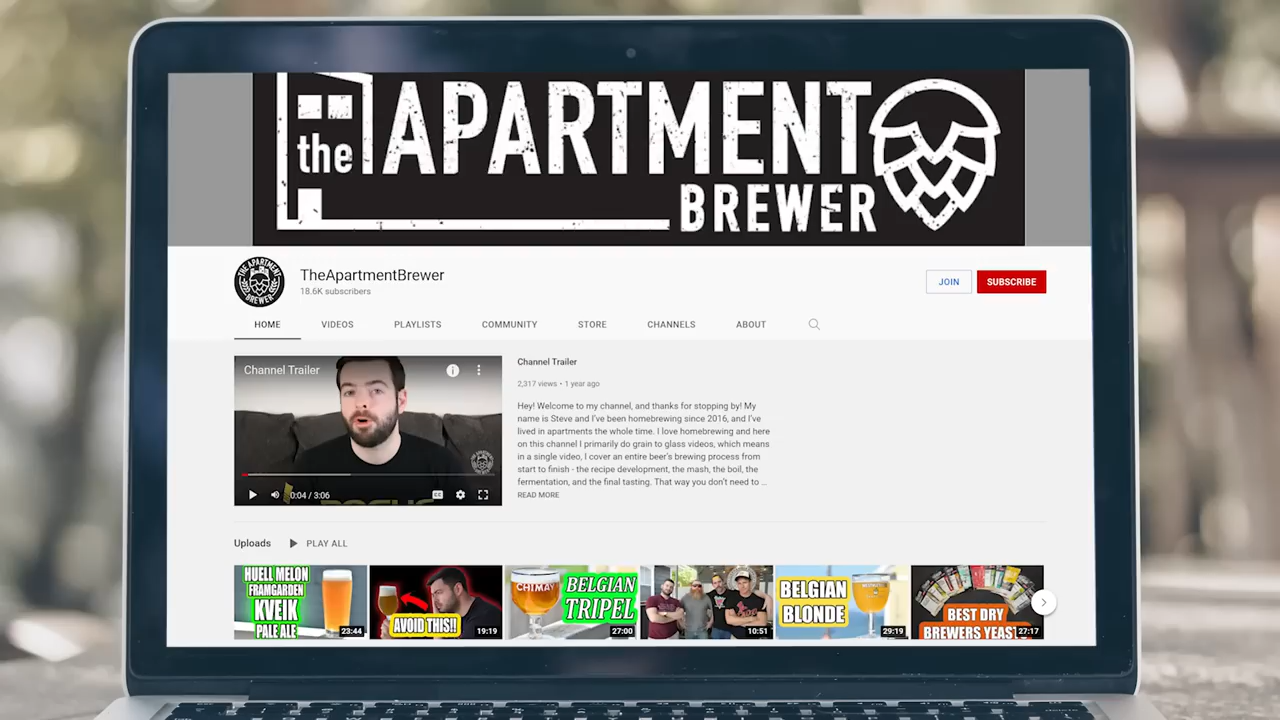 the APARTMENT
BREWER
THE APARTMENT
BREWER
TheApartmentBrewer
18.6K subscribers
JOIN
SUBSCRIBE
HOME
VIDEOS
PLAYLISTS
COMMUNITY
STORE
CHANNELS
ABOUT
Channel Trailer
0:04 / 3:06
CC
Channel Trailer
2,317 views • 1 year ago
Hey! Welcome to my channel, and thanks for stopping by! My
name is Steve and I've been homebrewing since 2016, and I've
lived in apartments the whole time. I love homebrewing and here
on this channel I primarily do grain to glass videos, which means
in a single video, I cover an entire beer's brewing process from
start to finish - the recipe development, the mash, the boil, the
fermentation, and the final tasting. That way you don't need to ...
READ MORE
Uploads
PLAY ALL
HUELL MELON
FRAMGARDEN
KVEIK
PALE ALE
23:44
AVOID THIS!!
19:19
CHIMAY
BELGIAN
TRIPEL
27:00
10:51
BELGIAN
BLONDE
29:19
BEST DRY
BREWERS YEAST
27:17